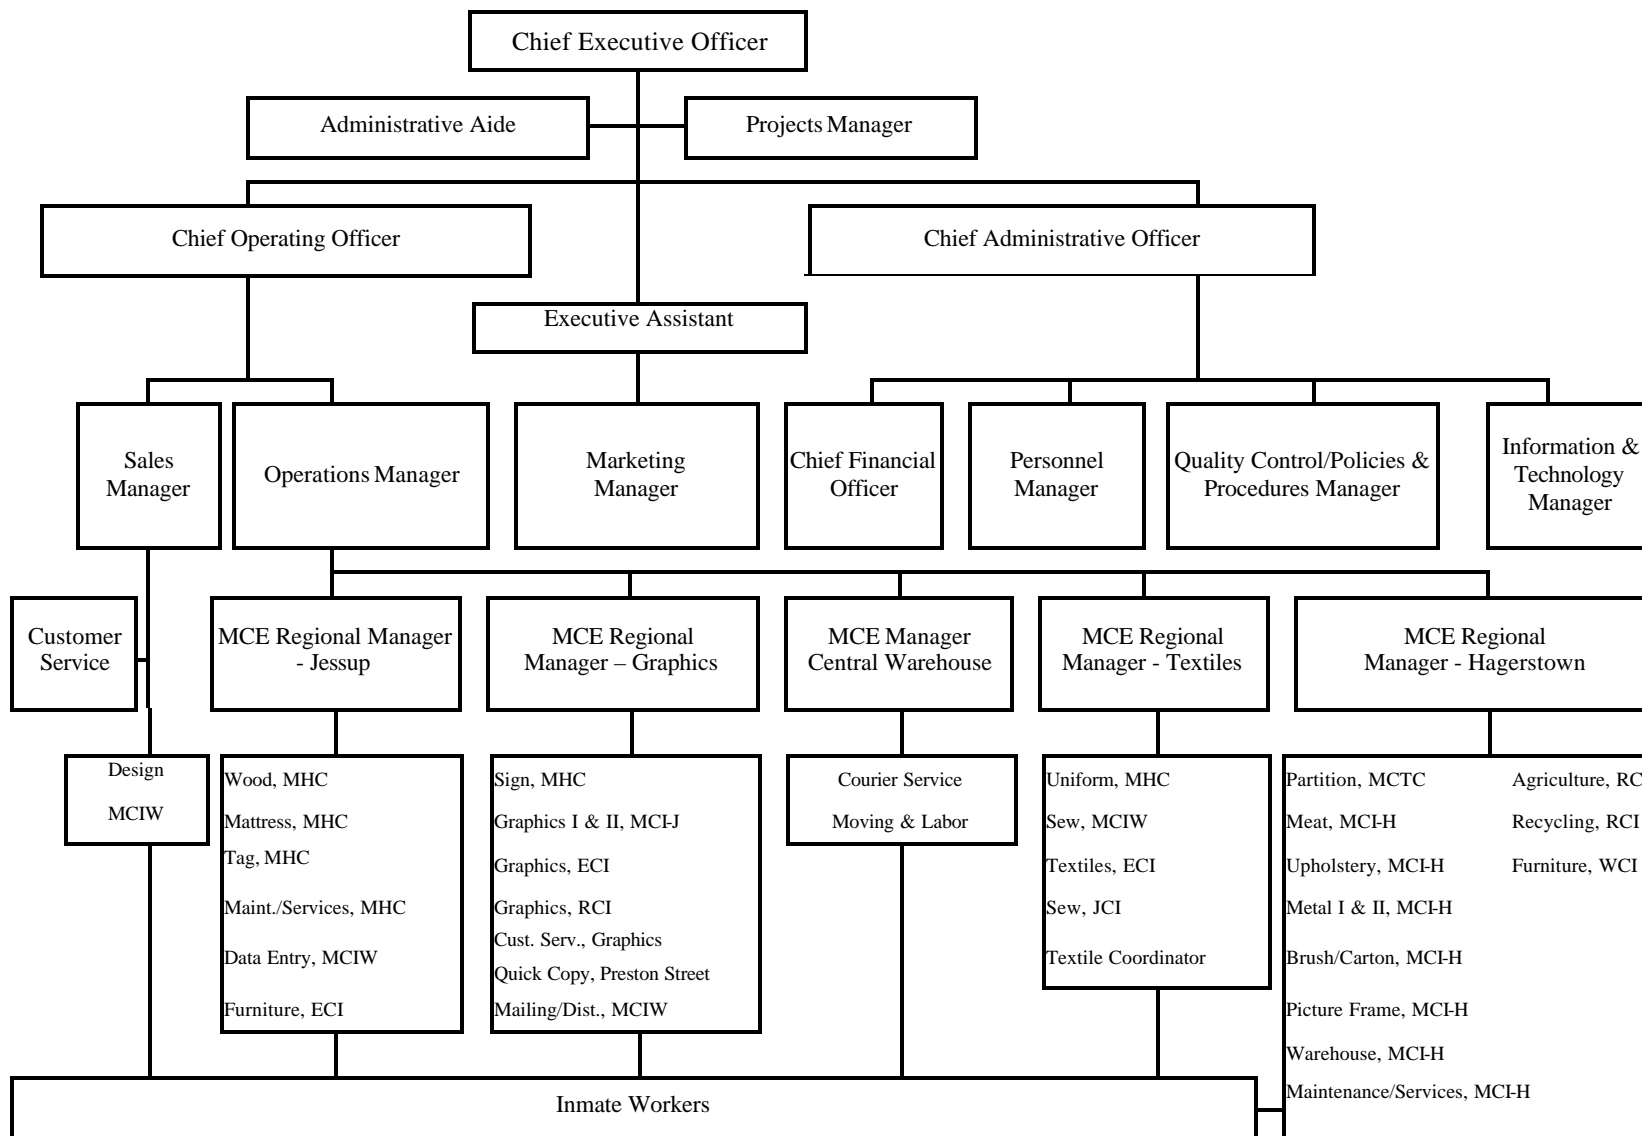 Chief Executive Officer
Administrative Aide
Projects Manager
Chief Operating Officer
Chief Administrative Officer
Executive Assistant
Sales
Manager
Operations Manager
Marketing
Manager
Chief Financial
Officer
Personnel
Manager
Quality Control/Policies &
Procedures Manager
Information &
Technology
Manager
Customer
Service
MCE Regional Manager
- Jessup
MCE Regional
Manager – Graphics
MCE Manager
Central Warehouse
MCE Regional
Manager - Textiles
MCE Regional
Manager - Hagerstown
Design
MCIW
Wood, MHC
Mattress, MHC
Tag, MHC
Maint./Services, MHC
Data Entry, MCIW
Furniture, ECI
Sign, MHC
Graphics I & II, MCI-J
Graphics, ECI
Graphics, RCI
Cust. Serv., Graphics
Quick Copy, Preston Street
Mailing/Dist., MCIW
Courier Service
Moving & Labor
Uniform, MHC
Sew, MCIW
Textiles, ECI
Sew, JCI
Textile Coordinator
Partition, MCTC
Meat, MCI-H
Upholstery, MCI-H
Metal I & II, MCI-H
Brush/Carton, MCI-H
Picture Frame, MCI-H
Warehouse, MCI-H
Maintenance/Services, MCI-H
Agriculture, RC
Recycling, RCI
Furniture, WCI
Inmate Workers